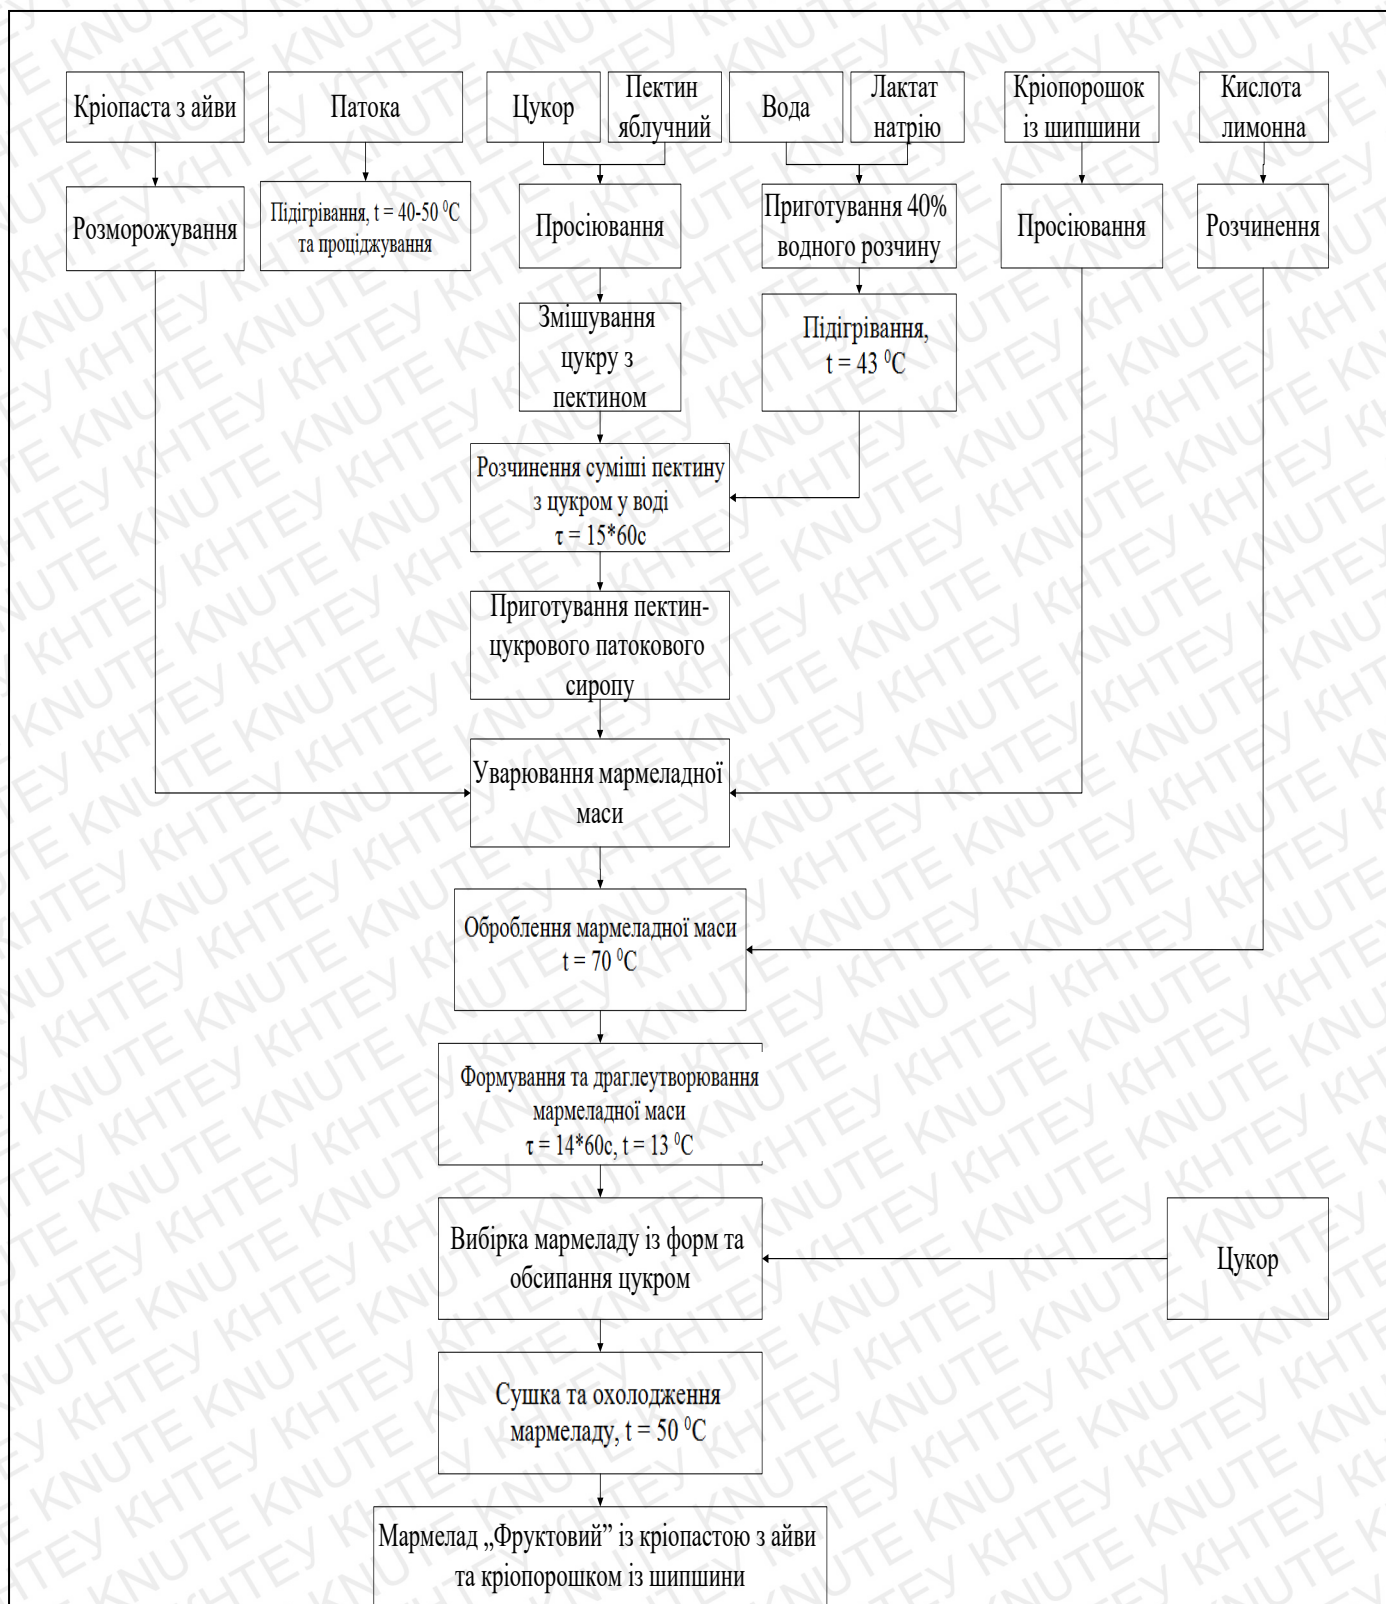 Кріопаста з айви
Патока
Цукор
Пектин
яблучний
Вода
Лактат
натрію
Кріопорошок
із шипшини
Кислота
лимонна
Розморожування
Підігрівання, t = 40-50 ⁰С
та проціджування
Просіювання
Приготування 40%
водного розчину
Просіювання
Розчинення
Змішування
цукру з
пектином
Підігрівання,
t = 43 ⁰С
Розчинення суміші пектину
з цукром у воді
τ = 15*60с
Приготування пектин-
цукрового патокового
сиропу
Уварювання мармеладної
маси
Оброблення мармеладної маси
t = 70 ⁰С
Формування та драглеутворювання
мармеладної маси
τ = 14*60с, t = 13 ⁰С
Вибірка мармеладу із форм та
обсипання цукром
Цукор
Сушка та охолодження
мармеладу, t = 50 ⁰С
Мармелад „Фруктовий” із кріопастою з айви
та кріопорошком із шипшини